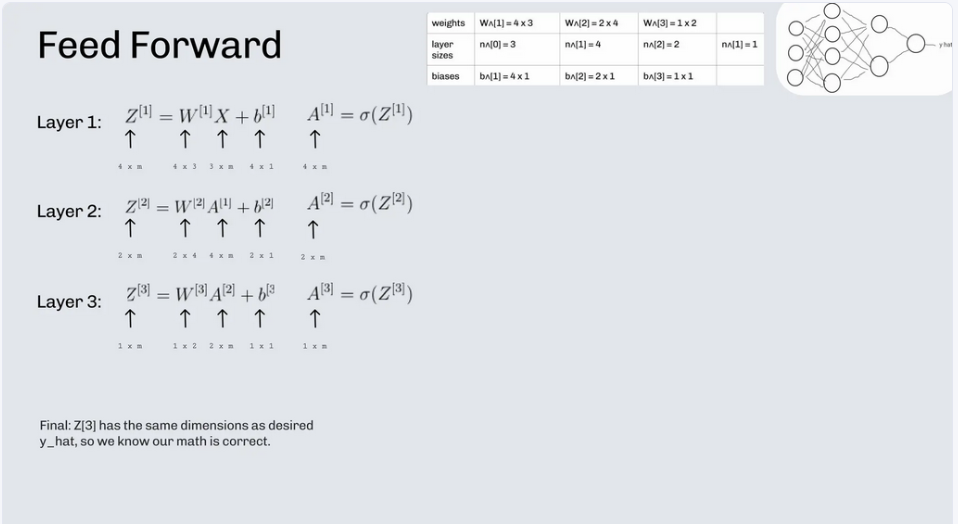 Feed Forward
weights W^[1] = 4 x 3 W^[2] = 2 x 4 W^[3] = 1 x 2
layer sizes n^[0] = 3 n^[1] = 4 n^[2] = 2 n^[1] = 1
biases b^[1] = 4 x 1 b^[2] = 2 x 1 b^[3] = 1 x 1
y hat
Layer 1: Z^[1] = W^[1] X + b^[1] A^[1] = σ(Z^[1])
↑ ↑ ↑ ↑ ↑
4 x m 4 x 3 3 x m 4 x 1 4 x m
Layer 2: Z^[2] = W^[2] A^[1] + b^[2] A^[2] = σ(Z^[2])
↑ ↑ ↑ ↑ ↑
2 x m 2 x 4 4 x m 2 x 1 2 x m
Layer 3: Z^[3] = W^[3] A^[2] + b^[3 A^[3] = σ(Z^[3])
↑ ↑ ↑ ↑ ↑
1 x m 1 x 2 2 x m 1 x 1 1 x m
Final: Z[3] has the same dimensions as desired
y_hat, so we know our math is correct.